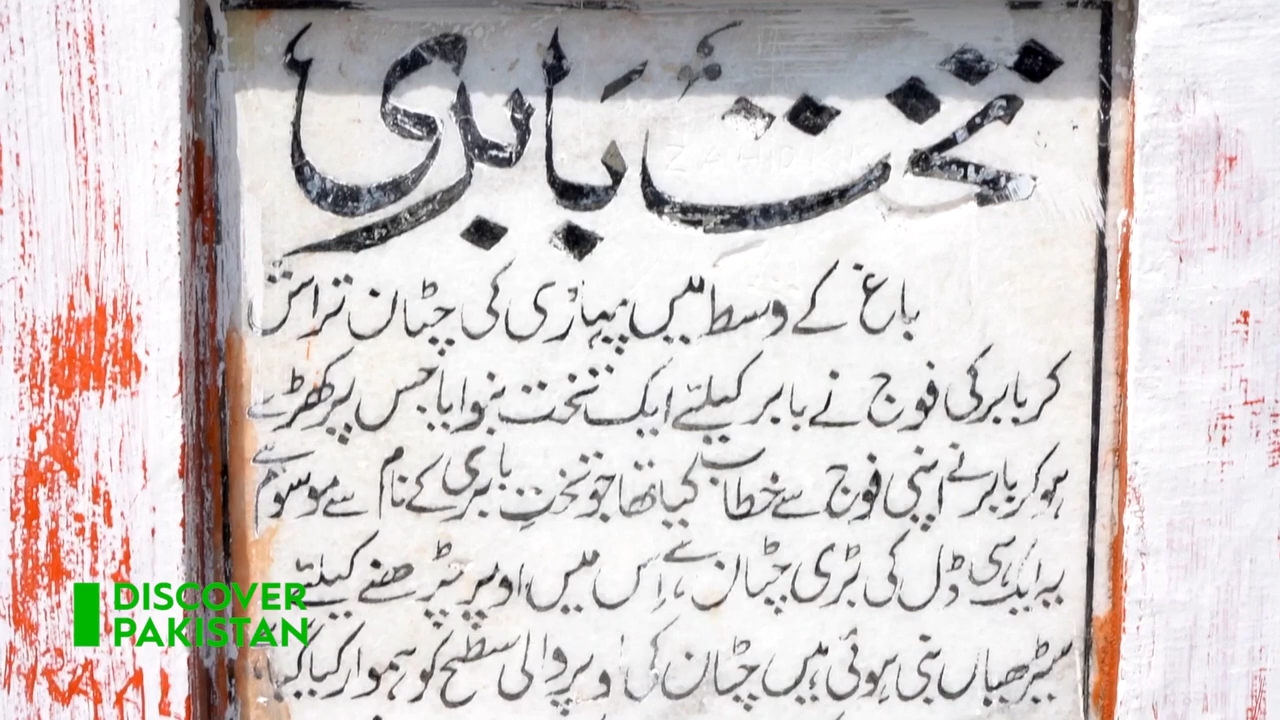 تختِ بابری
باغ کے وسط میں پہاڑی کی چٹان تراش
کر بابر کی فوج نے بابر کیلئے ایک تخت بنوایا جس پر کھڑے
ہو کر بابر نے اپنی فوج سے خطاب کیا تھا جو تختِ بابری کے نام سے موسوم ہے
یہ ایک ہی ڈل کی بڑی چٹان ہے اِس میں اوپر چڑھنے کیلئے
سیڑھیاں بنی ہوئی ہیں چٹان کی اوپر والی سطح کو ہموار کیا گیا
DISCOVER
PAKISTAN